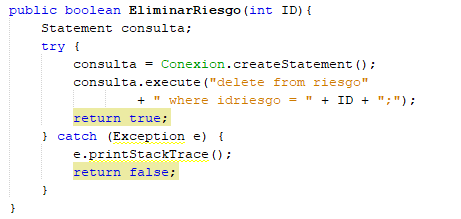 public boolean EliminarRiesgo(int ID){
    Statement consulta;
    try {
        consulta = Conexion.createStatement();
        consulta.execute("delete from riesgo"
                + " where idriesgo = " + ID + ";");
        return true;
    } catch (Exception e) {
        e.printStackTrace();
        return false;
    }
}